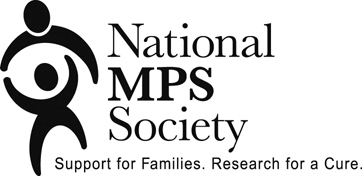 National
MPS
Society
Support for Families. Research for a Cure.